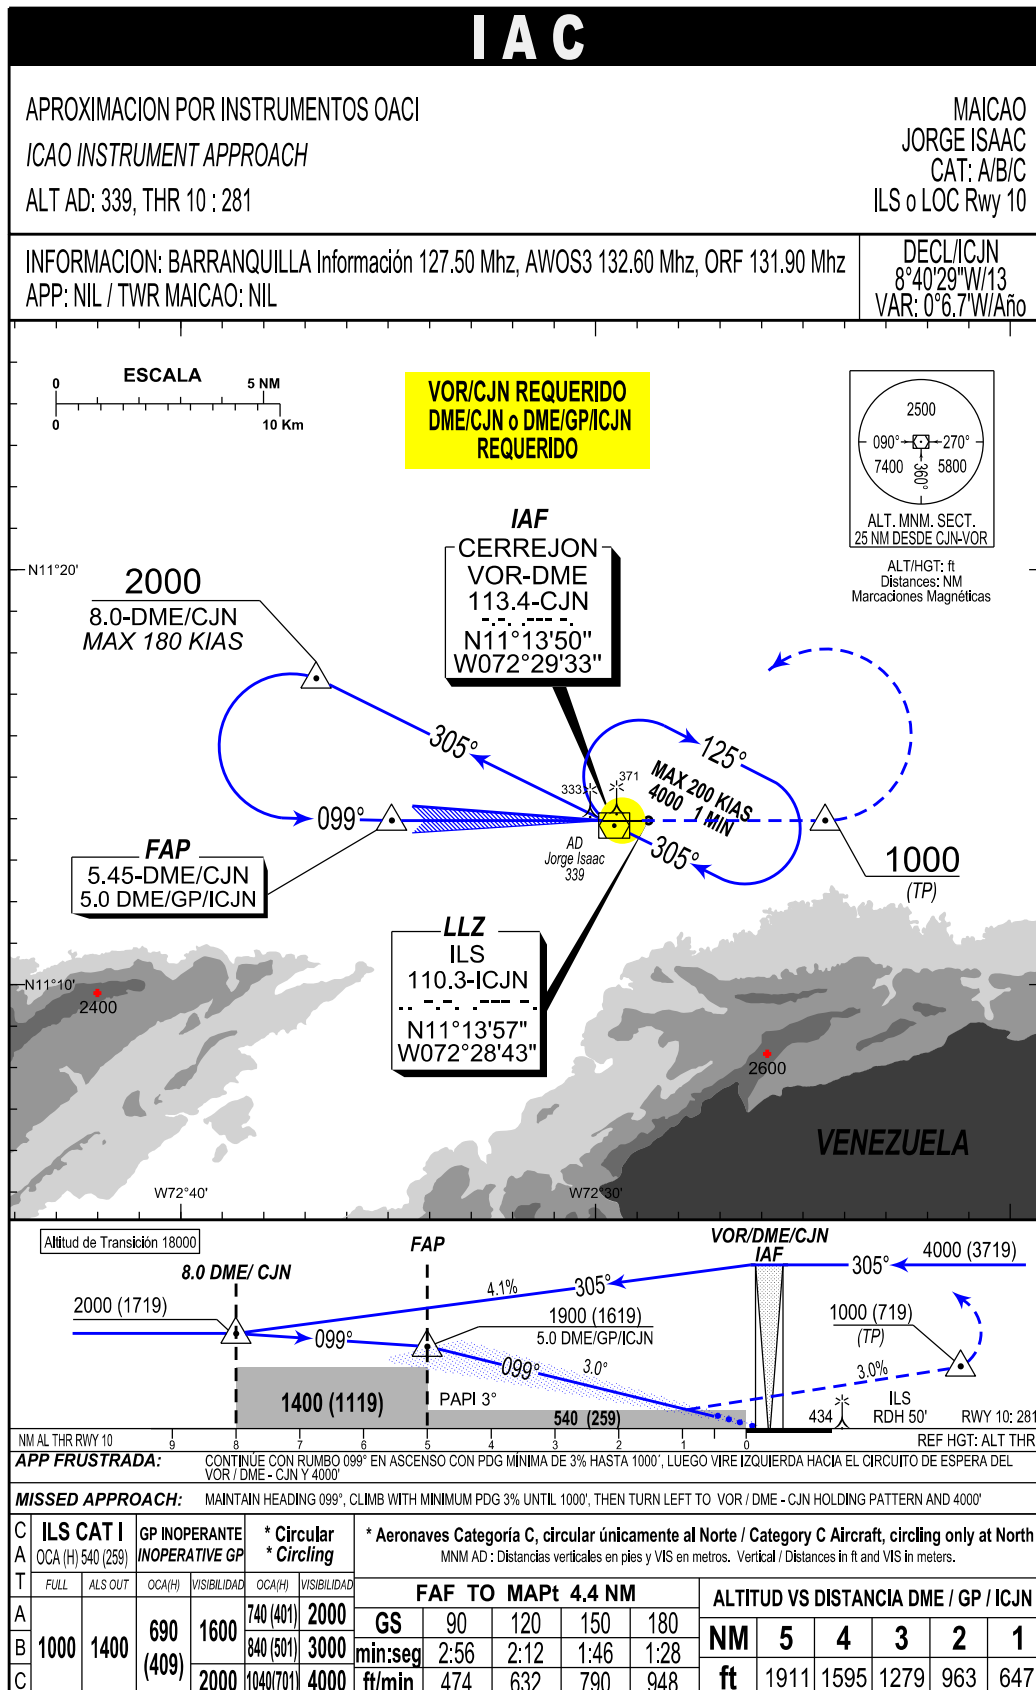 IAC
APROXIMACION POR INSTRUMENTOS OACI
ICAO INSTRUMENT APPROACH
ALT AD: 339, THR 10 : 281
MAICAO
JORGE ISAAC
CAT: A/B/C
ILS o LOC Rwy 10
INFORMACION: BARRANQUILLA Información 127.50 Mhz, AWOS3 132.60 Mhz, ORF 131.90 Mhz
APP: NIL / TWR MAICAO: NIL
DECL/ICJN
8°40'29"W/13
VAR: 0°6.7'W/Año
ESCALA
0 5 NM
0 10 Km
VOR/CJN REQUERIDO
DME/CJN o DME/GP/ICJN
REQUERIDO
2500
090° 270°
7400 360° 5800
ALT. MNM. SECT.
25 NM DESDE CJN-VOR
ALT/HGT: ft
Distances: NM
Marcaciones Magnéticas
N11°20'
IAF
CERREJON
VOR-DME
113.4-CJN
N11°13'50"
W072°29'33"
2000
8.0-DME/CJN
MAX 180 KIAS
305°
125°
MAX 200 KIAS
4000 1 MIN
305°
333
371
099°
AD
Jorge Isaac
339
FAP
5.45-DME/CJN
5.0 DME/GP/ICJN
1000
(TP)
LLZ
ILS
110.3-ICJN
N11°13'57"
W072°28'43"
N11°10'
2400
2600
VENEZUELA
W72°40'
W72°30'
Altitud de Transición 18000
FAP
VOR/DME/CJN
IAF
8.0 DME/ CJN
4.1% 305°
305° 4000 (3719)
2000 (1719)
1900 (1619)
5.0 DME/GP/ICJN
1000 (719)
(TP)
099°
099° 3.0°
3.0%
1400 (1119)
PAPI 3°
540 (259)
434
ILS
RDH 50'
RWY 10: 281
NM AL THR RWY 10 9 8 7 6 5 4 3 2 1 0 REF HGT: ALT THR
APP FRUSTRADA: CONTINÚE CON RUMBO 099° EN ASCENSO CON PDG MÍNIMA DE 3% HASTA 1000', LUEGO VIRE IZQUIERDA HACIA EL CIRCUITO DE ESPERA DEL
VOR / DME - CJN Y 4000'
MISSED APPROACH: MAINTAIN HEADING 099°, CLIMB WITH MINIMUM PDG 3% UNTIL 1000', THEN TURN LEFT TO VOR / DME - CJN HOLDING PATTERN AND 4000'
CAT
ILS CAT I
OCA (H) 540 (259)
GP INOPERANTE
INOPERATIVE GP
* Circular
* Circling
* Aeronaves Categoría C, circular únicamente al Norte / Category C Aircraft, circling only at North
MNM AD : Distancias verticales en pies y VIS en metros. Vertical / Distances in ft and VIS in meters.
FULL ALS OUT OCA(H) VISIBILIDAD OCA(H) VISIBILIDAD
A 1000 1400 690 (409) 1600 740 (401) 2000
B 840 (501) 3000
C 2000 1040(701) 4000
FAF TO MAPt 4.4 NM
GS 90 120 150 180
min:seg 2:56 2:12 1:46 1:28
ft/min 474 632 790 948
ALTITUD VS DISTANCIA DME / GP / ICJN
NM 5 4 3 2 1
ft 1911 1595 1279 963 647